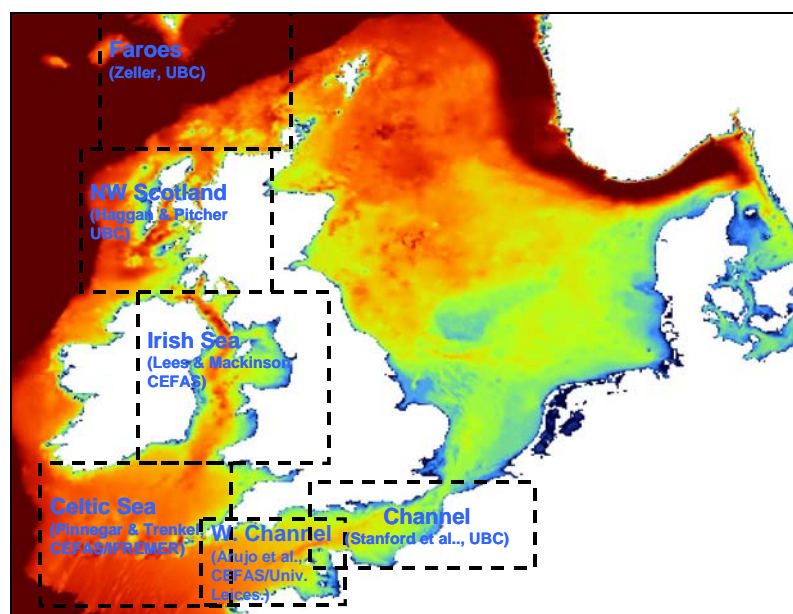 Faroes
(Zeller, UBC)
NW Scotland
(Haggan & Pitcher
UBC)
Irish Sea
(Lees & Mackinson
CEFAS)
Celtic Sea
(Pinnegar & Trenkel,
CEFAS/IFREMER)
W. Channel
(Arujo et al.,
CEFAS/Univ.
Leices.)
Channel
(Stanford et al.., UBC)